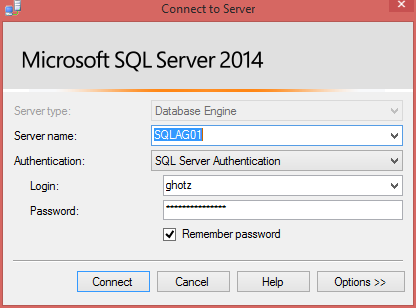 Connect to Server
Microsoft SQL Server 2014
Server type: Database Engine
Server name: SQLAG01
Authentication: SQL Server Authentication
Login: ghotz
Password: ***************
Remember password
Connect Cancel Help Options >>